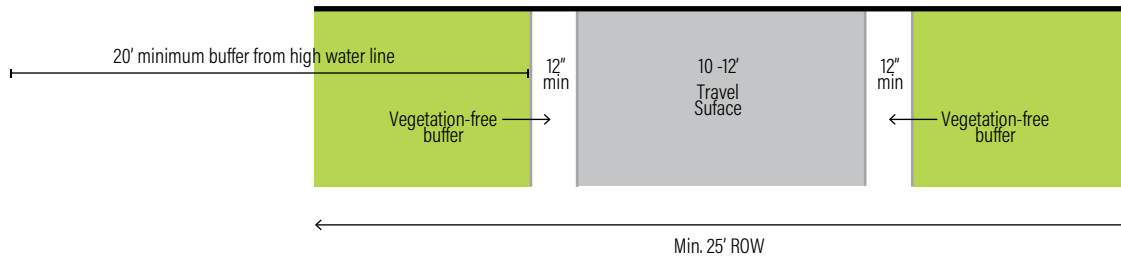 20’ minimum buffer from high water line
12”
min
10 -12’
Travel
Suface
12”
min
Vegetation-free
buffer
Vegetation-free
buffer
Min. 25’ ROW